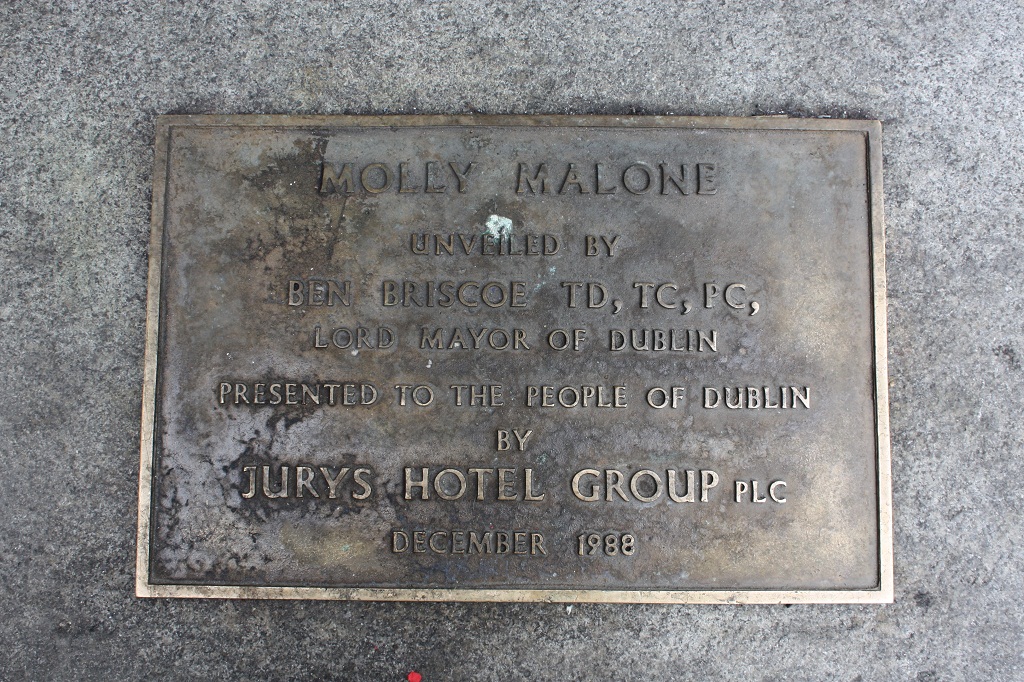 MOLLY MALONE
UNVEILED BY
BEN BRISCOE TD, TC, PC,
LORD MAYOR OF DUBLIN
PRESENTED TO THE PEOPLE OF DUBLIN
BY
JURYS HOTEL GROUP PLC
DECEMBER 1988